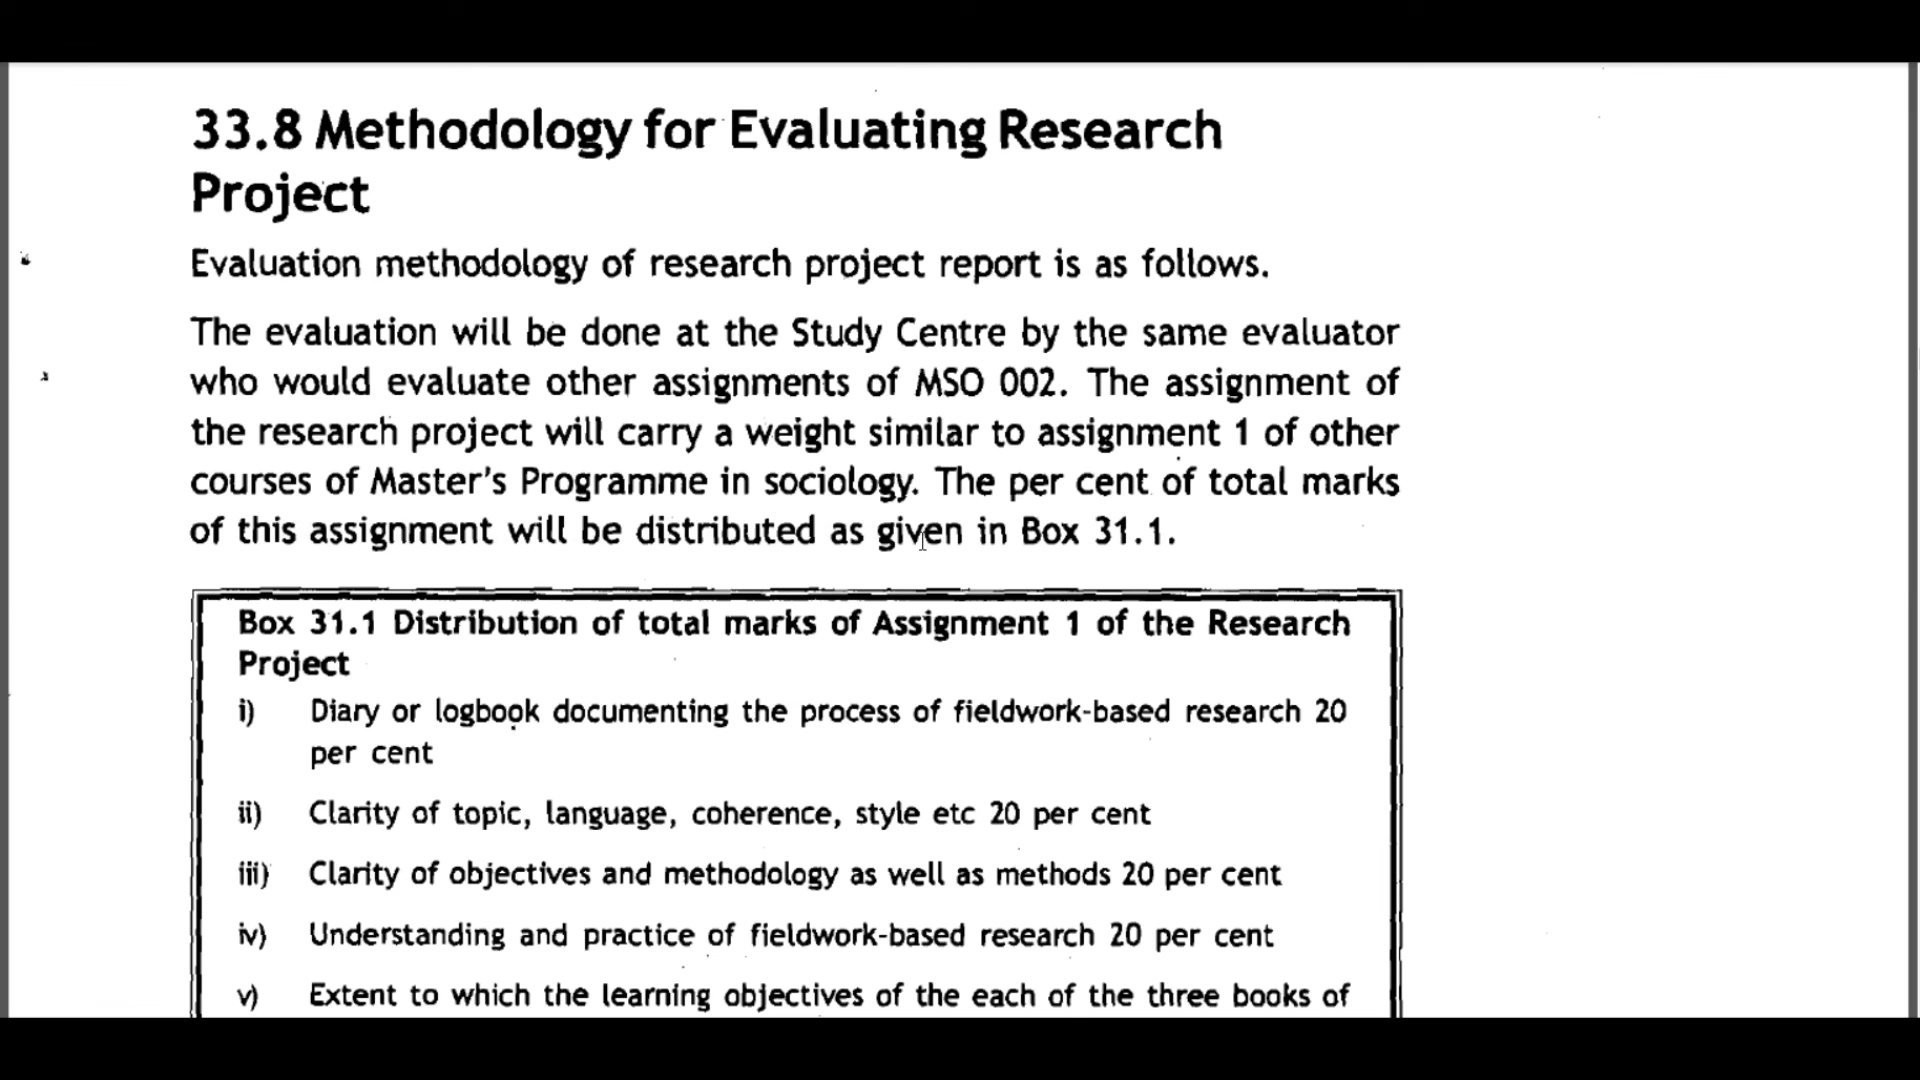 33.8 Methodology for Evaluating Research
Project
Evaluation methodology of research project report is as follows.
The evaluation will be done at the Study Centre by the same evaluator
who would evaluate other assignments of MSO 002. The assignment of
the research project will carry a weight similar to assignment 1 of other
courses of Master's Programme in sociology. The per cent of total marks
of this assignment will be distributed as given in Box 31.1.
Box 31.1 Distribution of total marks of Assignment 1 of the Research
Project
i) Diary or logbook documenting the process of fieldwork-based research 20
per cent
ii) Clarity of topic, language, coherence, style etc 20 per cent
iii) Clarity of objectives and methodology as well as methods 20 per cent
iv) Understanding and practice of fieldwork-based research 20 per cent
v) Extent to which the learning objectives of the each of the three books of